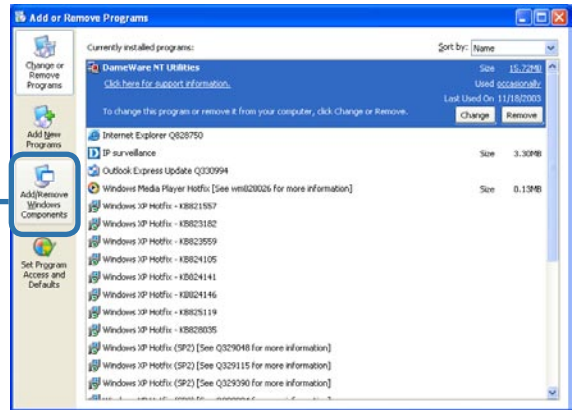 Add or Remove Programs
Change or
Remove
Programs
Add New
Programs
Add/Remove
Windows
Components
Set Program
Access and
Defaults
Currently installed programs:
Sort by: Name
DameWare NT Utilities
Size 15.72MB
Click here for support information.
Used occasionally
Last Used On 11/18/2003
To change this program or remove it from your computer, click Change or Remove.
Change Remove
Internet Explorer Q828750
IP surveillance
Size 3.30MB
Outlook Express Update Q330994
Windows Media Player Hotfix [See wm828026 for more information]
Size 0.13MB
Windows XP Hotfix - KB821557
Windows XP Hotfix - KB823182
Windows XP Hotfix - KB823559
Windows XP Hotfix - KB824105
Windows XP Hotfix - KB824141
Windows XP Hotfix - KB824146
Windows XP Hotfix - KB825119
Windows XP Hotfix - KB828035
Windows XP Hotfix (SP2) [See Q329048 for more information]
Windows XP Hotfix (SP2) [See Q329115 for more information]
Windows XP Hotfix (SP2) [See Q329390 for more information]